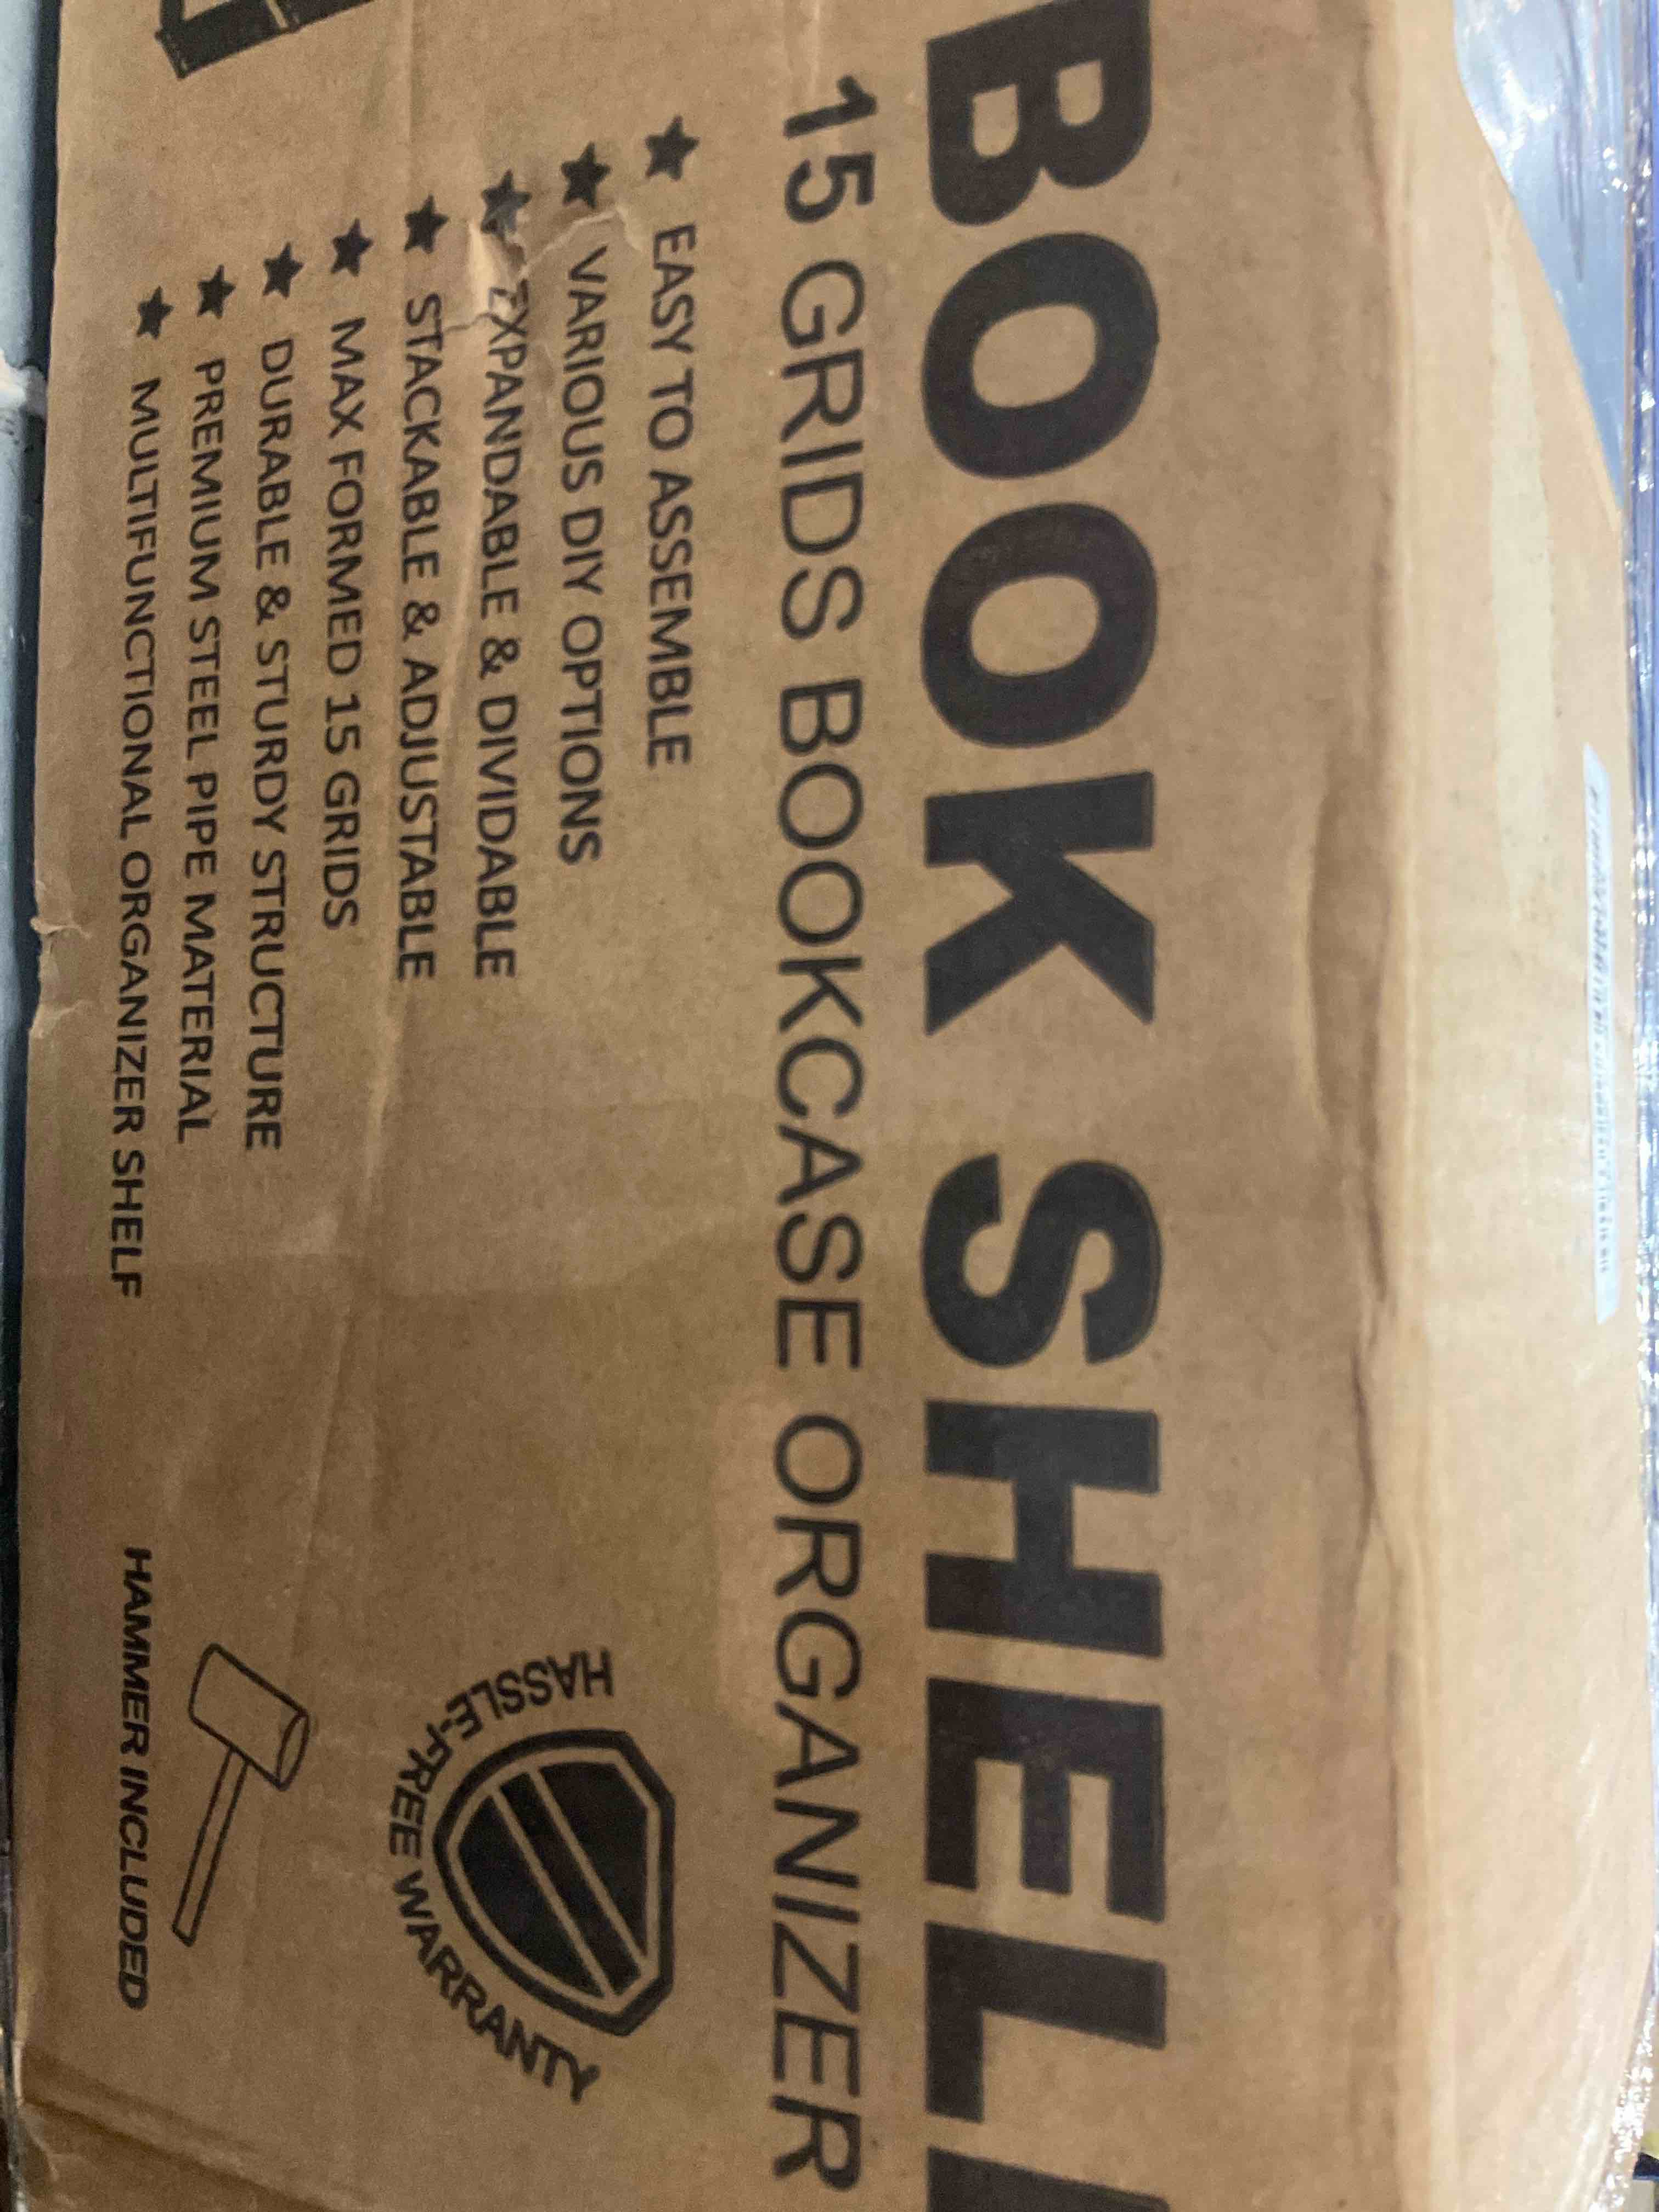 BOOK SHEL
15 GRIDS BOOKCASE ORGANIZER
★ EASY TO ASSEMBLE
★ VARIOUS DIY OPTIONS
★ EXPANDABLE & DIVIDABLE
★ STACKABLE & ADJUSTABLE
★ MAX FORMED 15 GRIDS
★ DURABLE & STURDY STRUCTURE
★ PREMIUM STEEL PIPE MATERIAL
★ MULTIFUNCTIONAL ORGANIZER SHELF
HASSLE-FREE WARRANTY
HAMMER INCLUDED